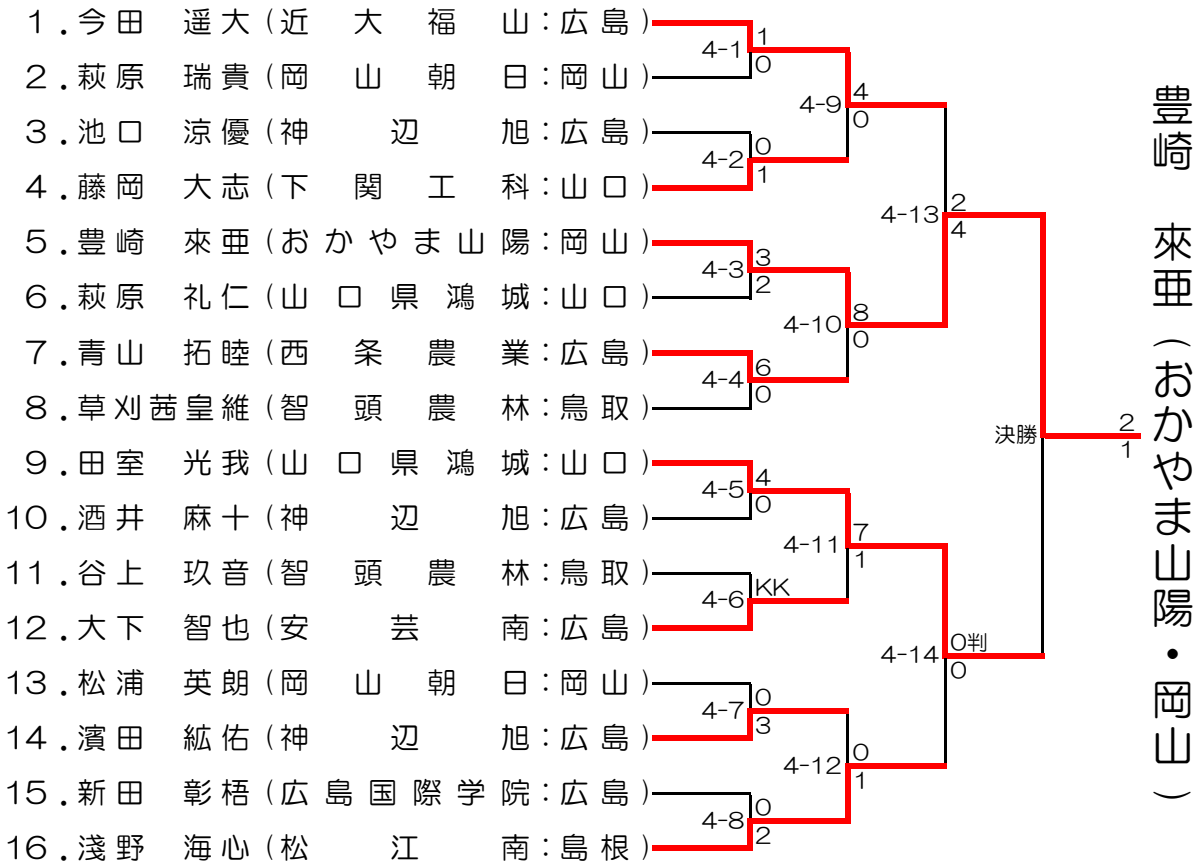 1.今田 遥大(近大福山:広島)
2.萩原 瑞貴(岡山朝日:岡山)
3.池口 涼優(神辺旭:広島)
4.藤岡 大志(下関工科:山口)
5.豊崎 來亜(おかやま山陽:岡山)
6.萩原 礼仁(山口県鴻城:山口)
7.青山 拓睦(西条農業:広島)
8.草刈茜皇維(智頭農林:鳥取)
9.田室 光我(山口県鴻城:山口)
10.酒井 麻十(神辺旭:広島)
11.谷上 玖音(智頭農林:鳥取)
12.大下 智也(安芸南:広島)
13.松浦 英朗(岡山朝日:岡山)
14.濱田 紘佑(神辺旭:広島)
15.新田 彰梧(広島国際学院:広島)
16.淺野 海心(松江南:島根)
4-1 1 0
4-2 0 1
4-3 3 2
4-4 6 0
4-5 4 0
4-6 KK
4-7 0 3
4-8 0 2
4-9 4 0
4-10 8 0
4-11 7 1
4-12 0 1
4-13 2 4
4-14 0判 0
決勝 2 1
豊崎 來亜(おかやま山陽・岡山)